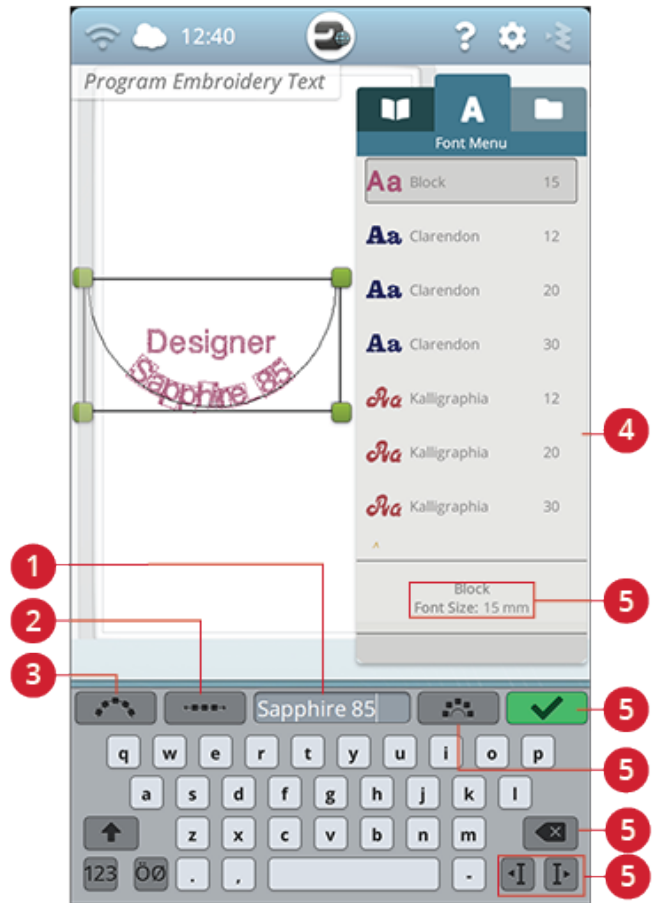 12:40
?
Program Embroidery Text
A
Font Menu
Aa Block 15
Aa Clarendon 12
Aa Clarendon 20
Aa Clarendon 30
Aa Kalligraphia 12
Aa Kalligraphia 20
Aa Kalligraphia 30
Designer
Sapphire 85
4
1
Block
Font Size: 15 mm
5
2
3
Sapphire 85
5
5
q w e r t y u i o p
a s d f g h j k l
z x c v b n m
5
123 ÖØ . , -
5